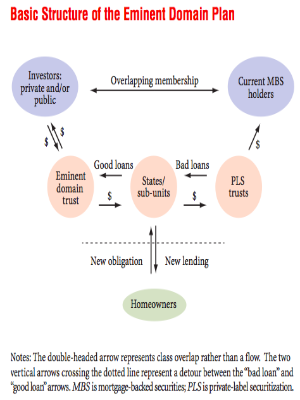 Basic Structure of the Eminent Domain Plan
Investors:
private and/or
public
Overlapping membership
Current MBS
holders
$
$
$
Good loans
Bad loans
Eminent
domain
trust
States/
sub-units
PLS
trusts
$
$
New obligation
New lending
Homeowners
Notes: The double-headed arrow represents class overlap rather than a flow. The two
vertical arrows crossing the dotted line represent a detour between the “bad loan” and
“good loan” arrows. MBS is mortgage-backed securities; PLS is private-label securitization.